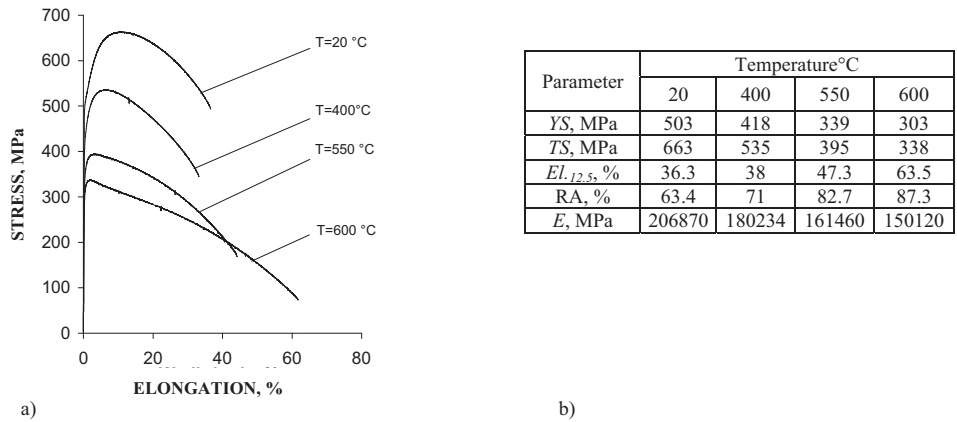 700
600
500
400
300
200
100
0
STRESS, MPa
0 20 40 60 80
ELONGATION, %
T=20 °C
T=400°C
T=550 °C
T=600 °C
a)
Parameter Temperature°C
20 400 550 600
YS, MPa 503 418 339 303
TS, MPa 663 535 395 338
El.12.5, % 36.3 38 47.3 63.5
RA, % 63.4 71 82.7 87.3
E, MPa 206870 180234 161460 150120
b)